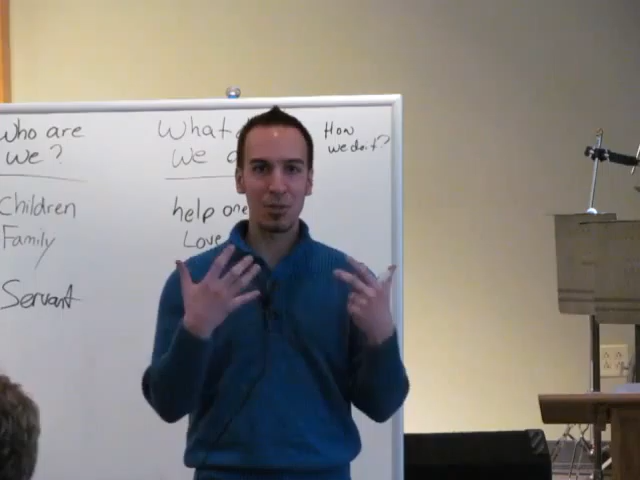 Who are
we?
Children
Family
Servant
What
we
help one
Love
How
we do it?